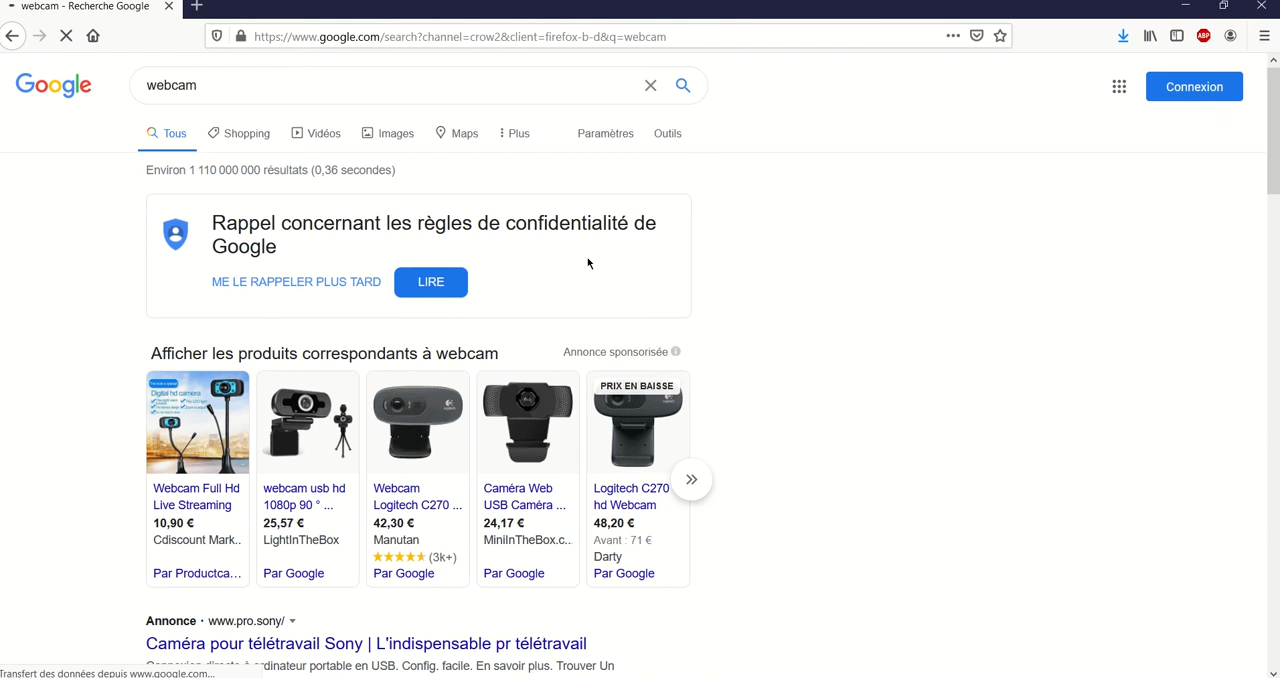 webcam - Recherche Google
https://www.google.com/search?channel=crow2&client=firefox-b-d&q=webcam
ABP
Google
webcam
Connexion
Tous Shopping Vidéos Images Maps Plus Paramètres Outils
Environ 1 110 000 000 résultats (0,36 secondes)
Rappel concernant les règles de confidentialité de
Google
ME LE RAPPELER PLUS TARD LIRE
Afficher les produits correspondants à webcam Annonce sponsorisée
Digital hd camera
PRIX EN BAISSE
Webcam Full Hd
Live Streaming
10,90 €
Cdiscount Mark...
Par Productca...
webcam usb hd
1080p 90 ° ...
25,57 €
LightInTheBox
Par Google
Webcam
Logitech C270 ...
42,30 €
Manutan
(3k+)
Par Google
Caméra Web
USB Caméra ...
24,17 €
MiniInTheBox.c...
Par Google
Logitech C270
hd Webcam
48,20 €
Avant : 71 €
Darty
Par Google
Annonce · www.pro.sony/
Caméra pour télétravail Sony | L'indispensable pr télétravail
ordinateur portable en USB. Config. facile. En savoir plus. Trouver Un
Transfert des données depuis www.google.com...